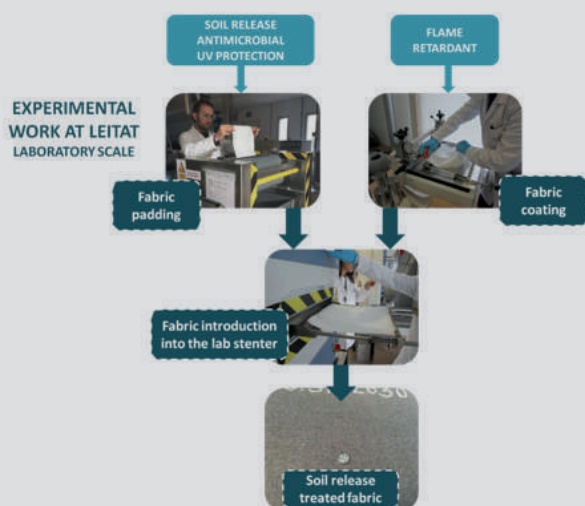 SOIL RELEASE
ANTIMICROBIAL
UV PROTECTION
FLAME
RETARDANT
EXPERIMENTAL
WORK AT LEITAT
LABORATORY SCALE
Fabric
padding
Fabric
coating
Fabric introduction
into the lab stenter
Soil release
treated fabric